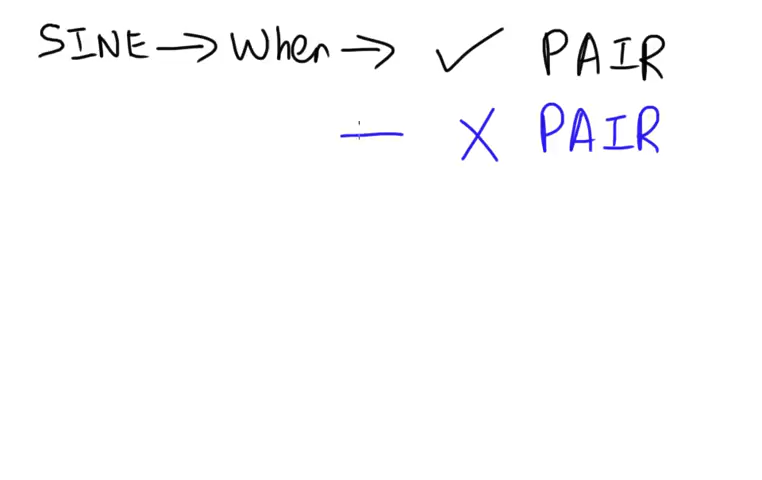 SINE → When → ✓ PAIR
— X PAIR